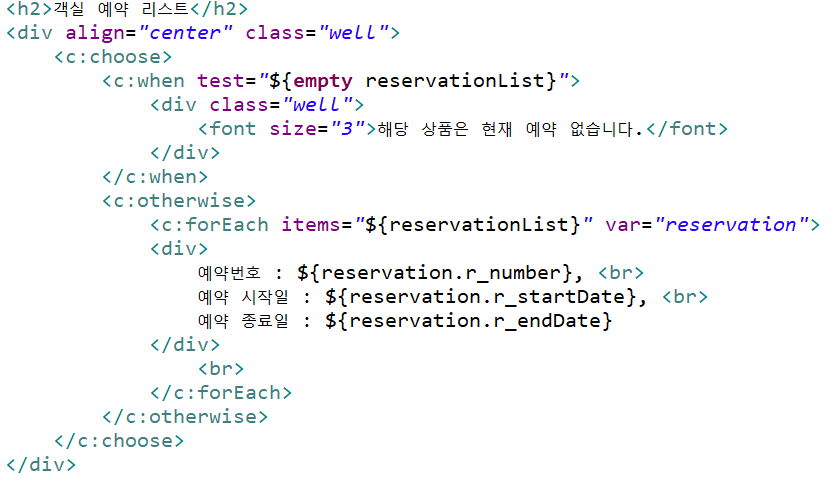 <h2>객실 예약 리스트</h2>
<div align="center" class="well">
<c:choose>
<c:when test="${empty reservationList}">
<div class="well">
<font size="3">해당 상품은 현재 예약 없습니다.</font>
</div>
</c:when>
<c:otherwise>
<c:forEach items="${reservationList}" var="reservation">
<div>
예약번호 : ${reservation.r_number}, <br>
예약 시작일 : ${reservation.r_startDate}, <br>
예약 종료일 : ${reservation.r_endDate}
</div>
<br>
</c:forEach>
</c:otherwise>
</c:choose>
</div>